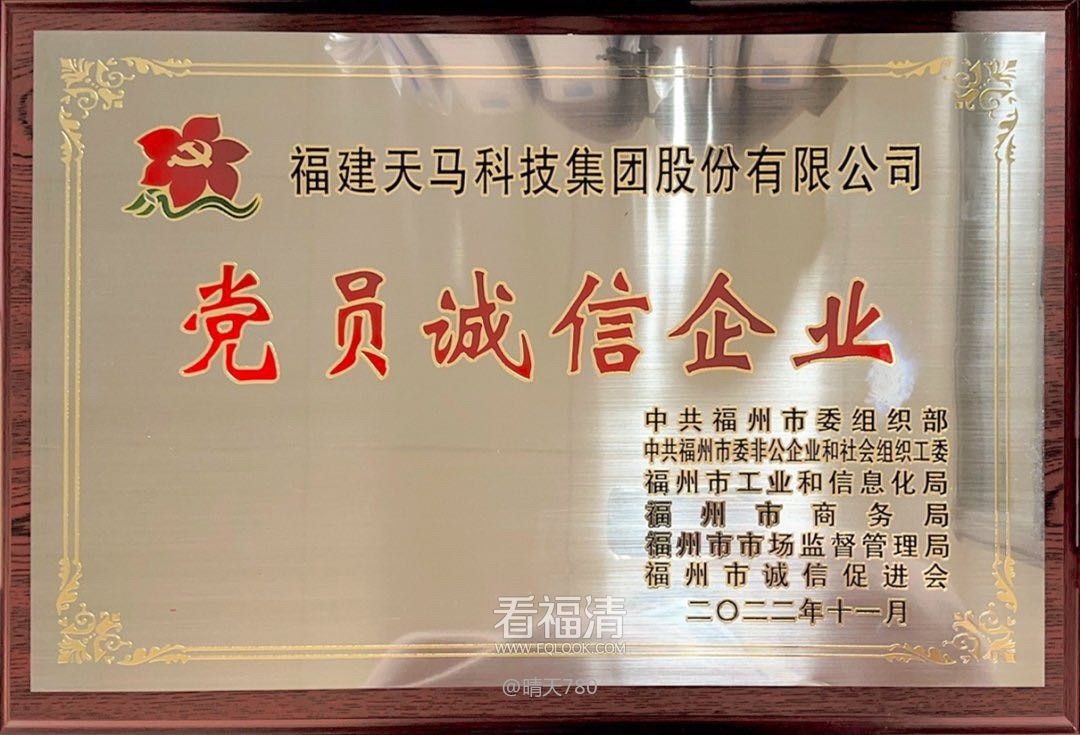 福建天马科技集团股份有限公司
党员诚信企业
中共福州市委组织部
中共福州市委非公企业和社会组织工委
福州市工业和信息化局
福州市商务局
福州市市场监督管理局
福州市诚信促进会
二〇二二年十一月
看福清
WWW.FQLOOK.COM
@晴天780